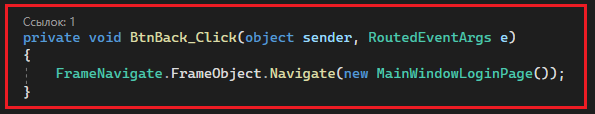 Ссылок: 1
private void BtnBack_Click(object sender, RoutedEventArgs e)
{
    FrameNavigate.FrameObject.Navigate(new MainWindowLoginPage());
}